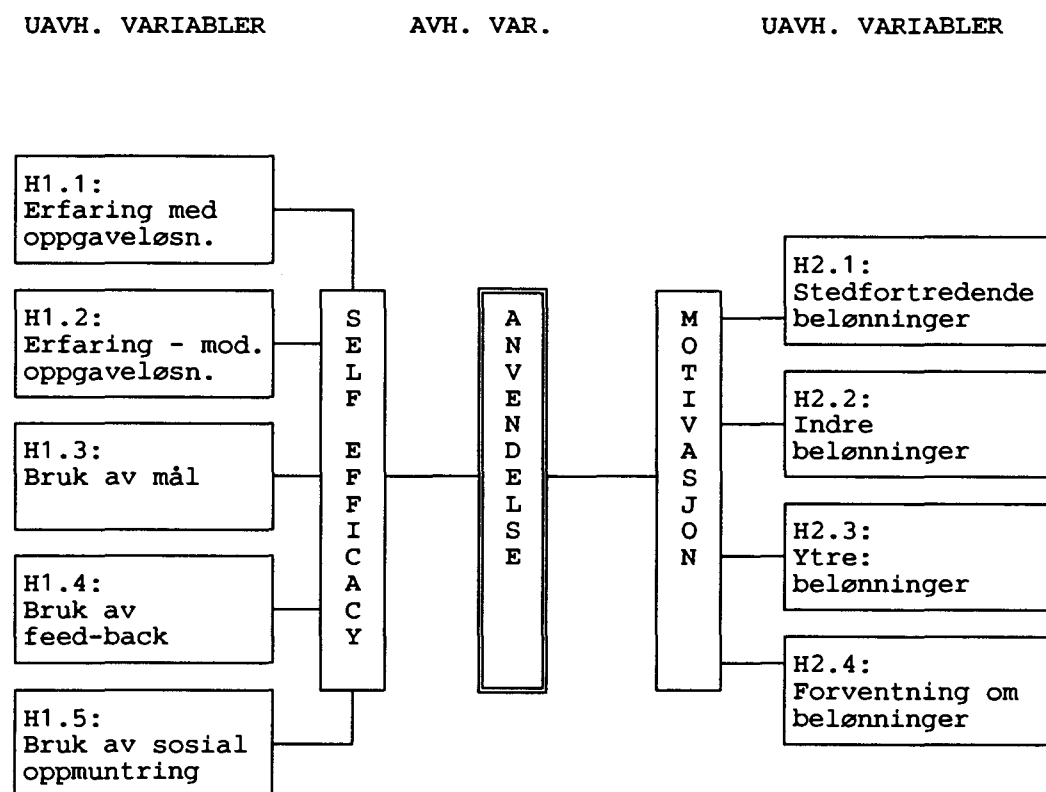 UAVH. VARIABLER
AVH. VAR.
UAVH. VARIABLER
H1.1:
Erfaring med
oppgaveløsn.
H1.2:
Erfaring - mod.
oppgaveløsn.
H1.3:
Bruk av mål
H1.4:
Bruk av
feed-back
H1.5:
Bruk av sosial
oppmuntring
SELF EFFICACY
ANVENDELSE
MOTIVASJON
H2.1:
Stedfortredende
belønninger
H2.2:
Indre
belønninger
H2.3:
Ytre:
belønninger
H2.4:
Forventning om
belønninger